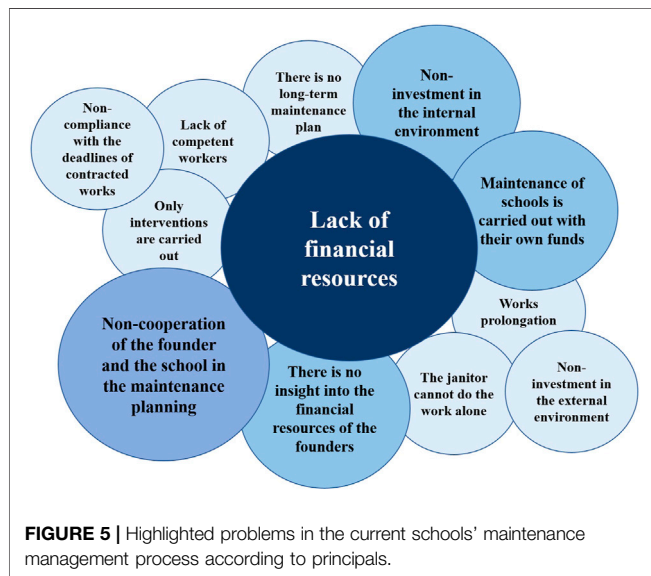 There is no
long-term
maintenance
plan
Non-
investment in
the internal
environment
Non-
compliance
with the
deadlines of
contracted
works
Lack of
competent
workers
Maintenance of
schools is
carried out with
their own funds
Only
interventions
are carried
out
Lack of
financial
resources
Works
prolongation
Non-cooperation
of the founder
and the school in
the maintenance
planning
There is no
insight into the
financial
resources of the
founders
The janitor
cannot do the
work alone
Non-
investment in
the external
environment
FIGURE 5 | Highlighted problems in the current schools’ maintenance
management process according to principals.